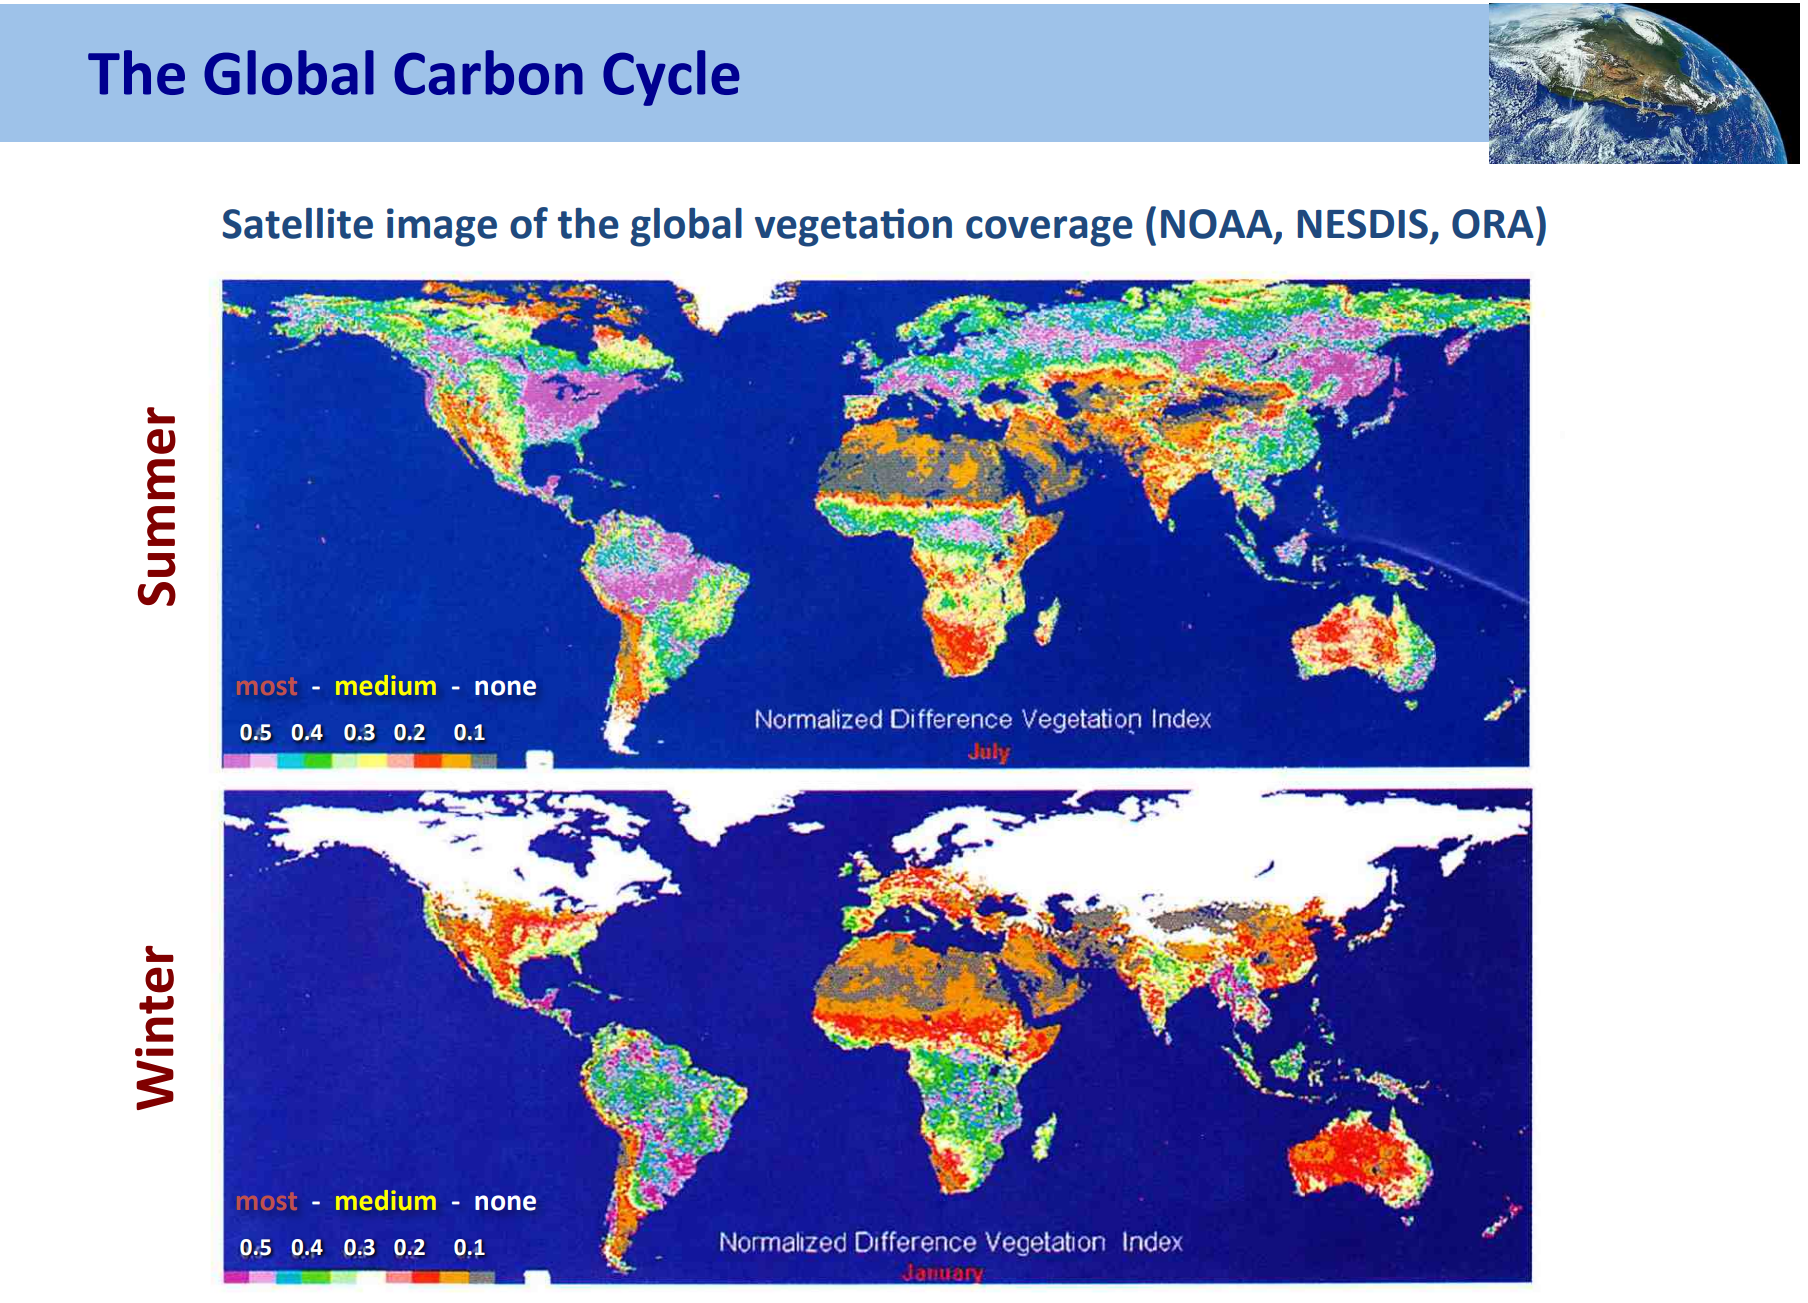 The Global Carbon Cycle
Satellite image of the global vegetation coverage (NOAA, NESDIS, ORA)
Summer
most - medium - none
0.5 0.4 0.3 0.2 0.1
Normalized Difference Vegetation Index
July
Winter
most - medium - none
0.5 0.4 0.3 0.2 0.1
Normalized Difference Vegetation Index
January